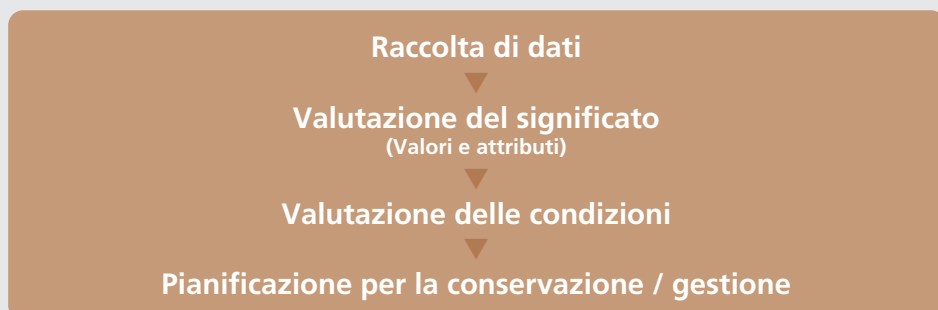 Raccolta di dati
Valutazione del significato
(Valori e attributi)
Valutazione delle condizioni
Pianificazione per la conservazione / gestione